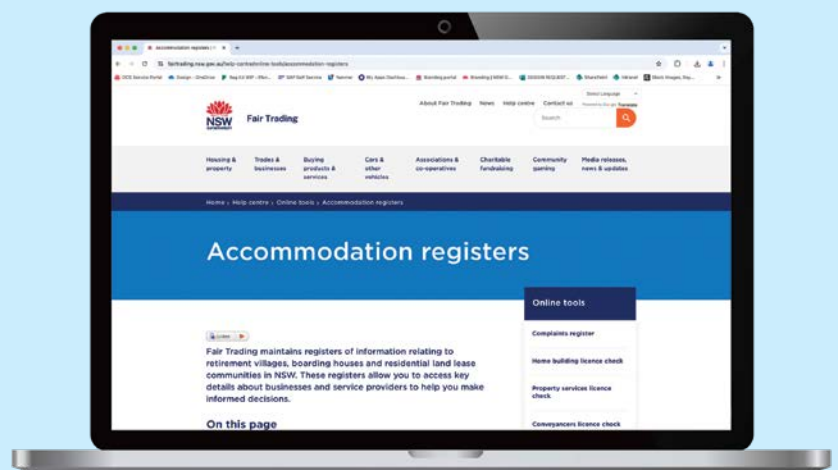 accommodation registers
fairtrading.nsw.gov.au/help-centre/online-tools/accommodation-registers
About Fair Trading News Help centre Contact us
Select Language
Translate
NSW
GOVERNMENT
Fair Trading
Search
Housing & property
Trades & businesses
Buying products & services
Cars & other vehicles
Associations & co-operatives
Charitable fundraising
Community gaming
Media releases, news & updates
Home › Help centre › Online tools › Accommodation registers
Accommodation registers
Listen
Fair Trading maintains registers of information relating to
retirement villages, boarding houses and residential land lease
communities in NSW. These registers allow you to access key
details about businesses and service providers to help you make
informed decisions.
On this page
Online tools
Complaints register
Home building licence check
Property services licence
check
Conveyancers licence check